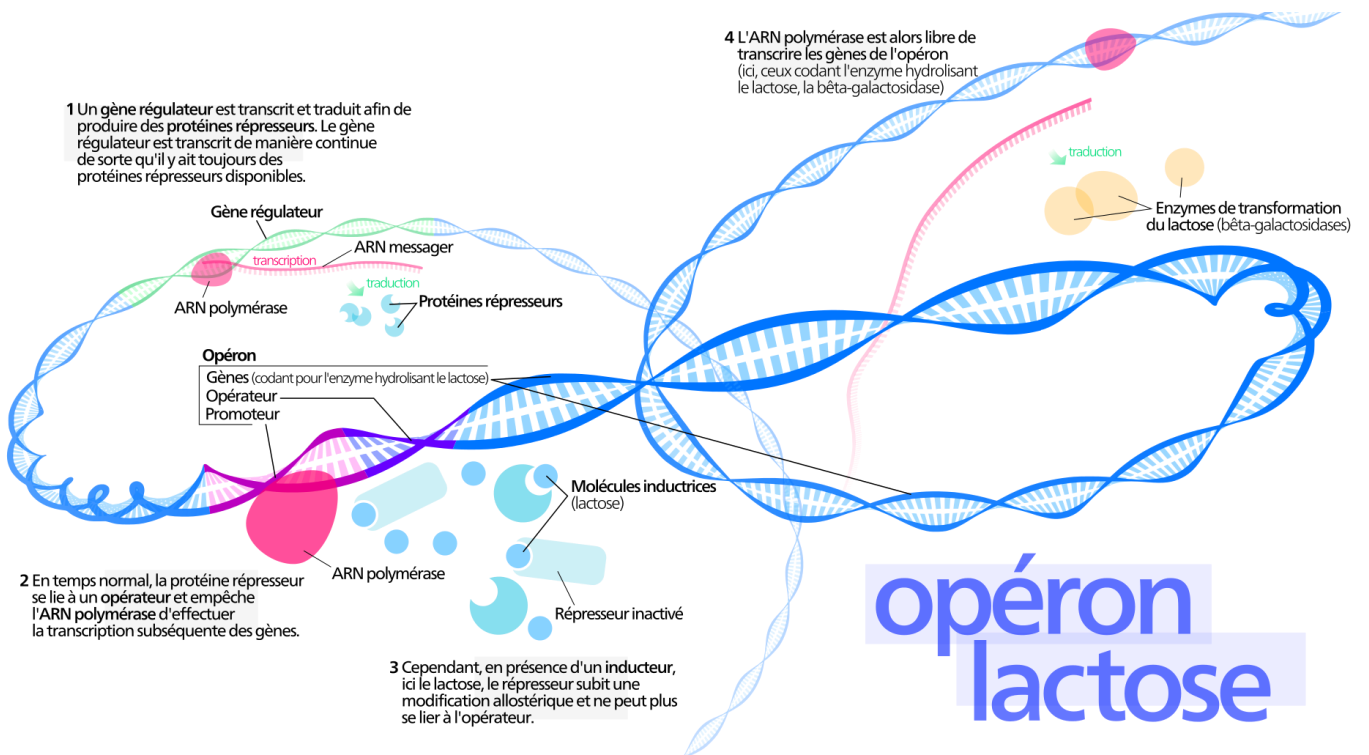 1 Un gène régulateur est transcrit et traduit afin de
produire des protéines répresseurs. Le gène
régulateur est transcrit de manière continue
de sorte qu'il y ait toujours des
protéines répresseurs disponibles.
4 L'ARN polymérase est alors libre de
transcrire les gènes de l'opéron
(ici, ceux codant l'enzyme hydrolisant
le lactose, la bêta-galactosidase)
traduction
Enzymes de transformation
du lactose (bêta-galactosidases)
Gène régulateur
ARN messager
transcription
traduction
ARN polymérase
Protéines répresseurs
Opéron
Gènes (codant pour l'enzyme hydrolisant le lactose)
Opérateur
Promoteur
Molécules inductrices
(lactose)
ARN polymérase
Répresseur inactivé
2 En temps normal, la protéine répresseur
se lie à un opérateur et empêche
l'ARN polymérase d'effectuer
la transcription subséquente des gènes.
3 Cependant, en présence d'un inducteur,
ici le lactose, le répresseur subit une
modification allostérique et ne peut plus
se lier à l'opérateur.
opéron
lactose